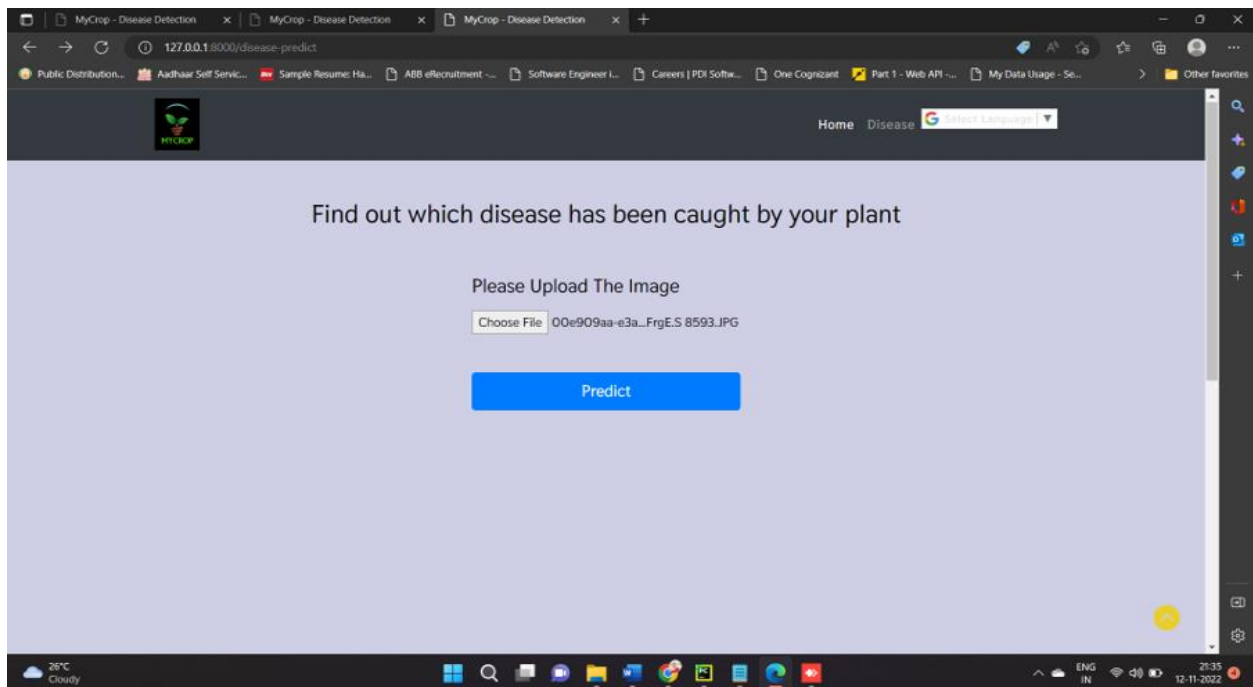 MyCrop - Disease Detection
MyCrop - Disease Detection
MyCrop - Disease Detection
127.0.0.1:8000/disease-predict
Public Distribution...
Aadhaar Self Servic...
Sample Resume: Ha...
ABB eRecruitment -...
Software Engineer i...
Careers | PDI Softw...
One Cognizant
Part 1 - Web API -...
My Data Usage - Se...
Other favorites
MYCROP
Home Disease
G Select Language ▼
Find out which disease has been caught by your plant
Please Upload The Image
Choose File 00e909aa-e3a...FrgE.S 8593.JPG
Predict
26°C
Cloudy
ENG
IN
21:35
12-11-2022
4